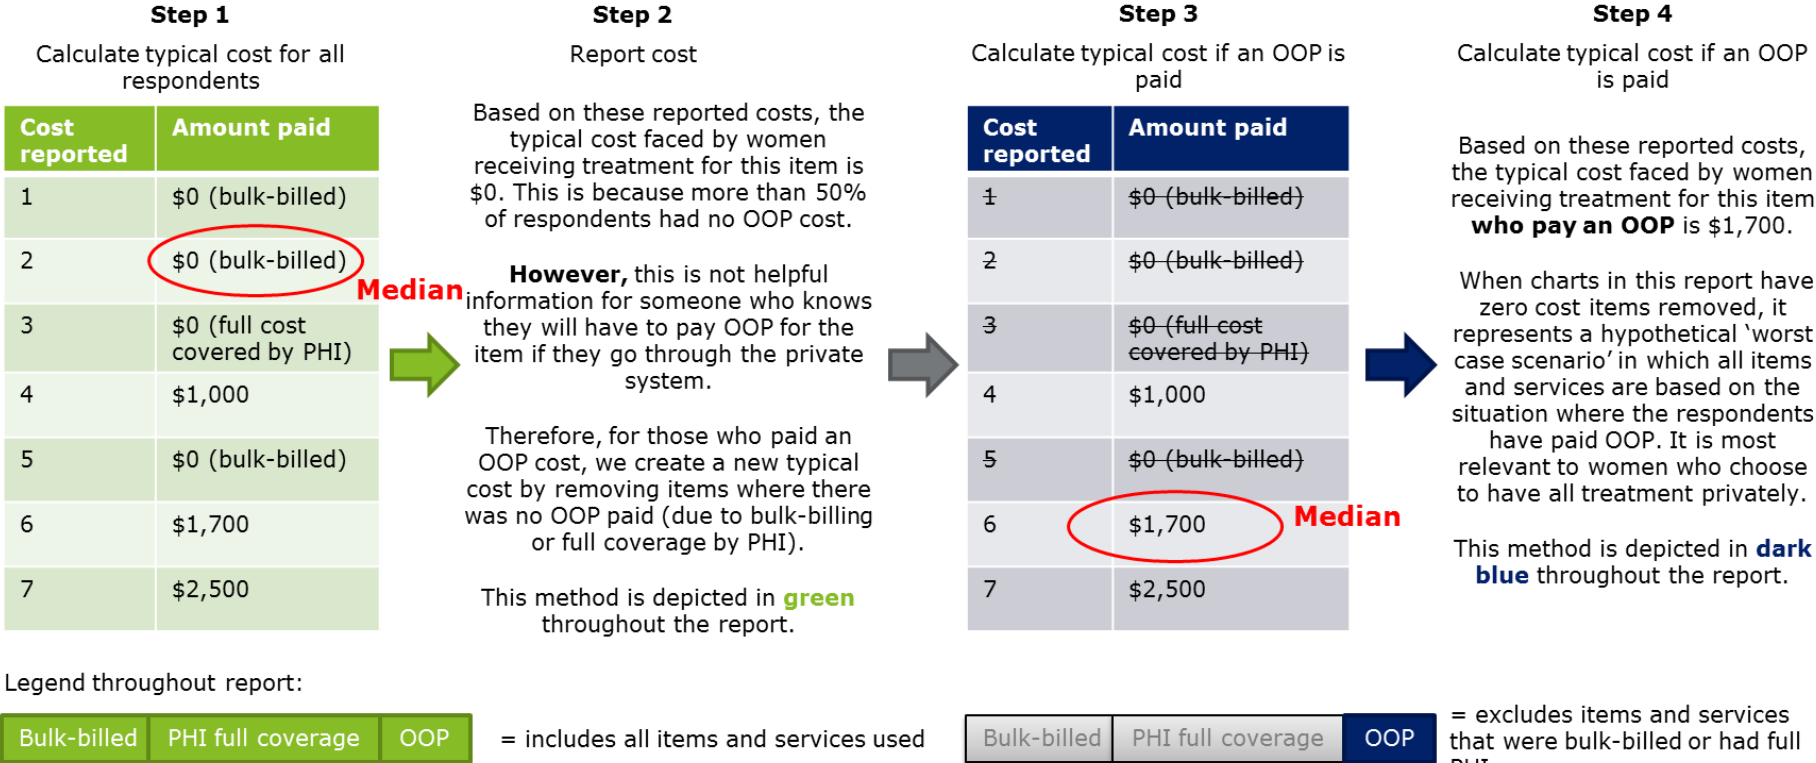 Step 1
Calculate typical cost for all
respondents
Cost
reported
Amount paid
1
$0 (bulk-billed)
2
$0 (bulk-billed)
Median
3
$0 (full cost
covered by PHI)
4
$1,000
5
$0 (bulk-billed)
6
$1,700
7
$2,500
Step 2
Report cost
Based on these reported costs, the
typical cost faced by women
receiving treatment for this item is
$0. This is because more than 50%
of respondents had no OOP cost.
However, this is not helpful
information for someone who knows
they will have to pay OOP for the
item if they go through the private
system.
Therefore, for those who paid an
OOP cost, we create a new typical
cost by removing items where there
was no OOP paid (due to bulk-billing
or full coverage by PHI).
This method is depicted in green
throughout the report.
Step 3
Calculate typical cost if an OOP is
paid
Cost
reported
Amount paid
1
$0 (bulk-billed)
2
$0 (bulk-billed)
3
$0 (full cost
covered by PHI)
4
$1,000
5
$0 (bulk-billed)
6
$1,700
Median
7
$2,500
Step 4
Calculate typical cost if an OOP
is paid
Based on these reported costs,
the typical cost faced by women
receiving treatment for this item
who pay an OOP is $1,700.
When charts in this report have
zero cost items removed, it
represents a hypothetical ‘worst
case scenario’ in which all items
and services are based on the
situation where the respondents
have paid OOP. It is most
relevant to women who choose
to have all treatment privately.
This method is depicted in dark
blue throughout the report.
Legend throughout report:
Bulk-billed
PHI full coverage
OOP
= includes all items and services used
Bulk-billed
PHI full coverage
OOP
= excludes items and services
that were bulk-billed or had full